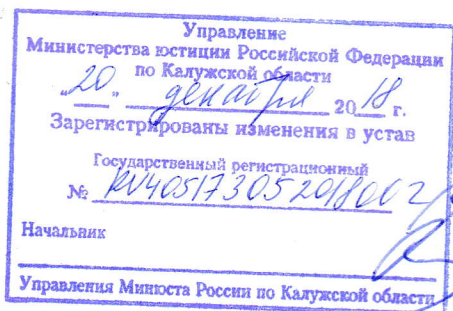 Управление
Министерства юстиции Российской Федерации
по Калужской области
„20„ декабря 2018 г.
Зарегистрированы изменения в устав
Государственный регистрационный
№ RU405173052018002
Начальник
Управления Минюста России по Калужской области